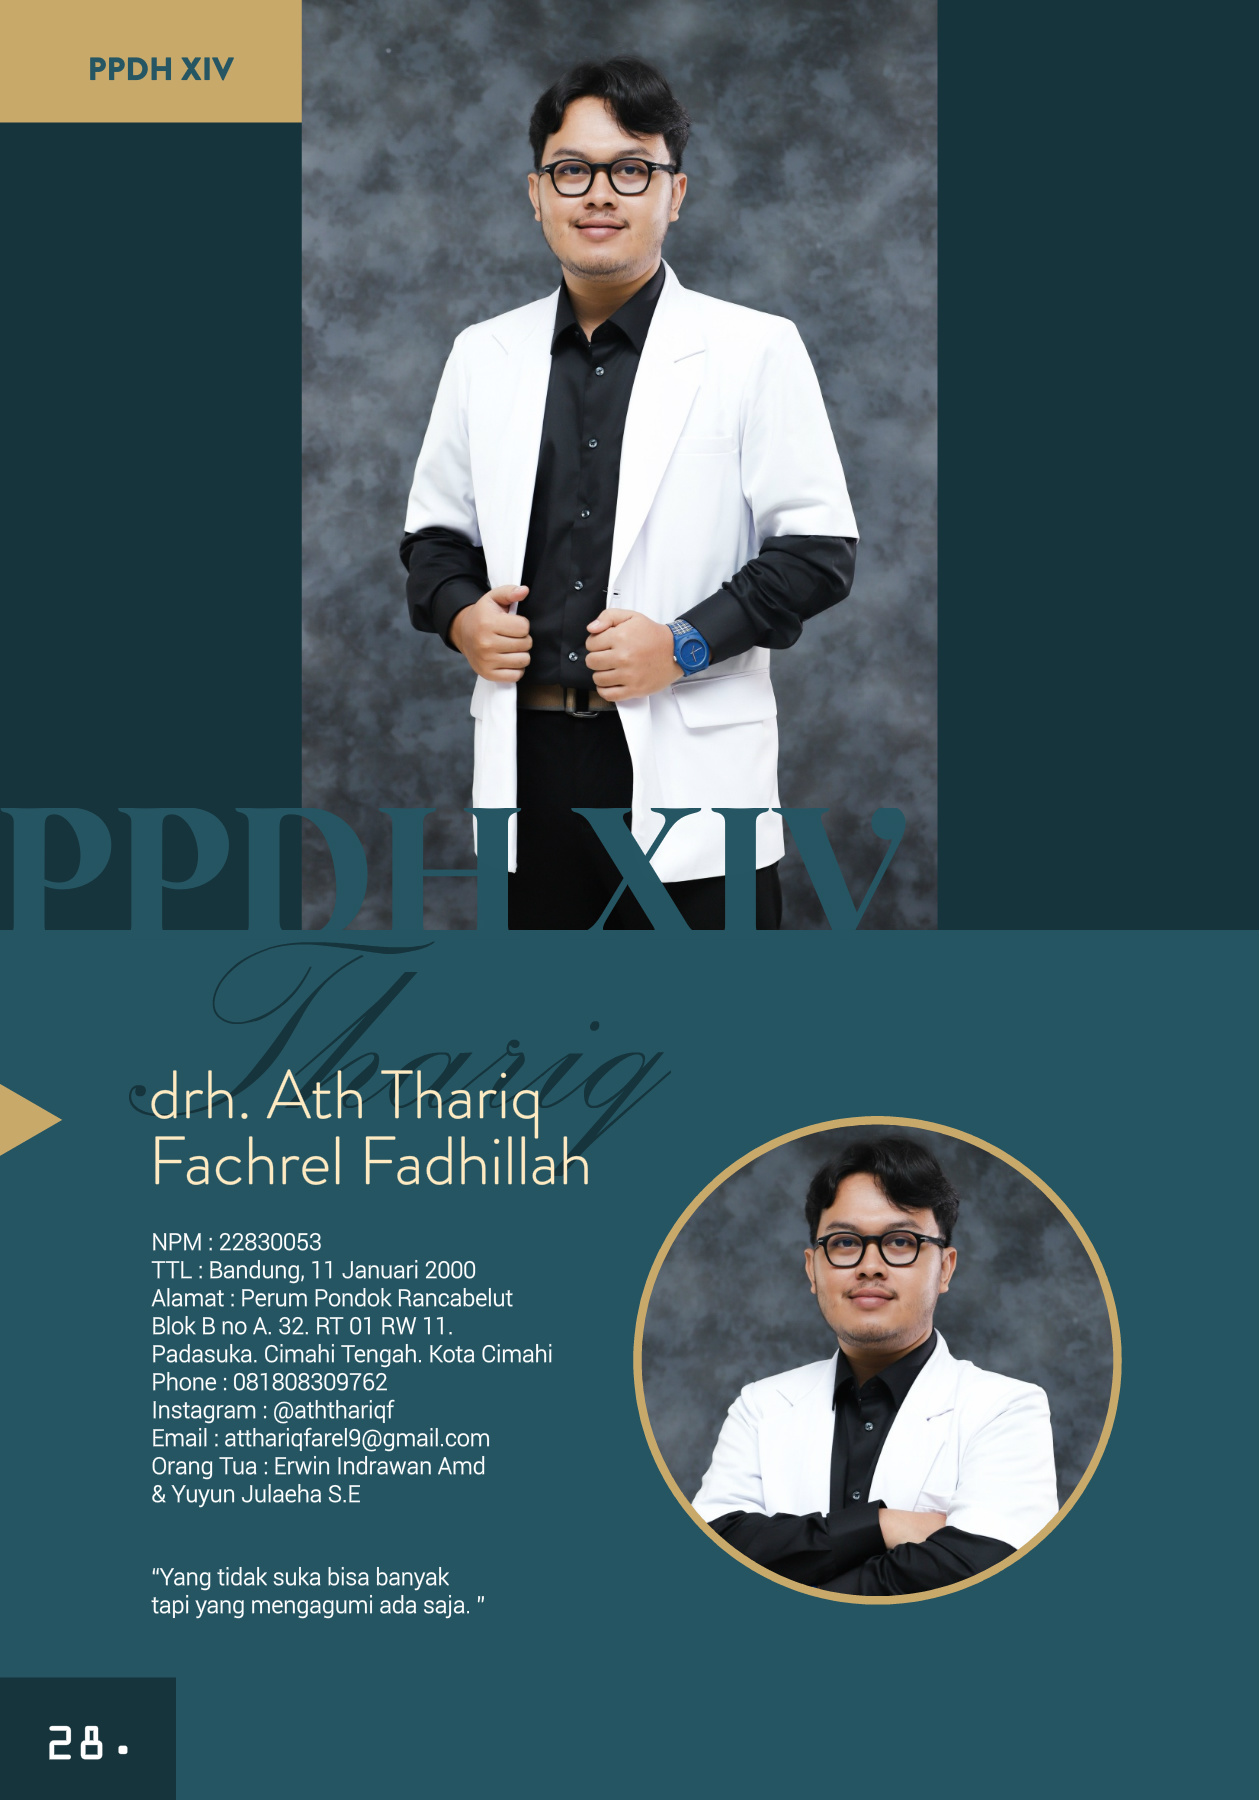 PPDH XIV
PPDH XIV
Thariq
drh. Ath Thariq
Fachrel Fadhillah
NPM : 22830053
TTL : Bandung, 11 Januari 2000
Alamat : Perum Pondok Rancabelut
Blok B no A. 32. RT 01 RW 11.
Padasuka. Cimahi Tengah. Kota Cimahi
Phone : 081808309762
Instagram : @aththariqf
Email : atthariqfarel9@gmail.com
Orang Tua : Erwin Indrawan Amd
& Yuyun Julaeha S.E
“Yang tidak suka bisa banyak
tapi yang mengagumi ada saja. ”
28.